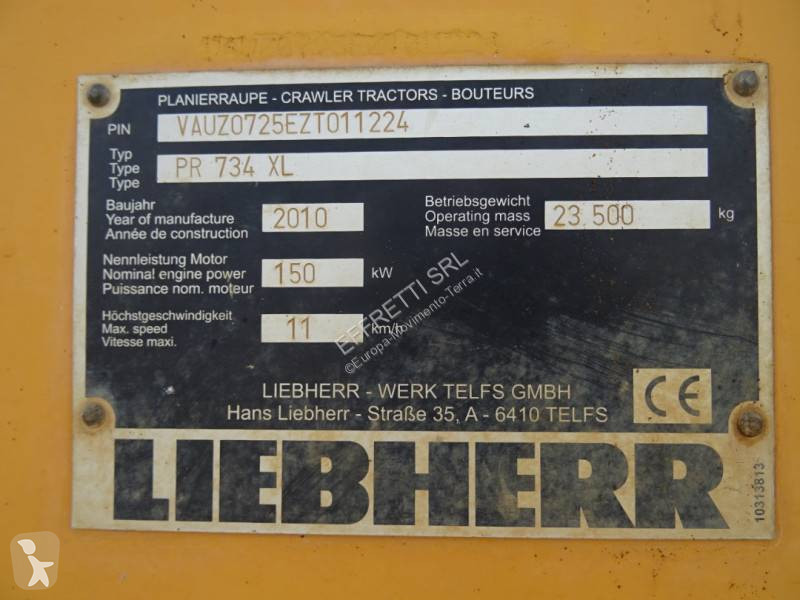 PLANIERRAUPE - CRAWLER TRACTORS - BOUTEURS
PIN VAUZ0725EZT011224
Typ
Type PR 734 XL
Type
Baujahr
Year of manufacture 2010
Année de construction
Betriebsgewicht
Operating mass 23 500 kg
Masse en service
Nennleistung Motor
Nominal engine power 150 kW
Puissance nom. moteur
Höchstgeschwindigkeit
Max. speed 11 km/h
Vitesse maxi.
EFFRETTI SRL
©Europa-Movimento-Terra.it
LIEBHERR - WERK TELFS GMBH
Hans Liebherr - Straße 35, A - 6410 TELFS
CE
LIEBHERR
10313813